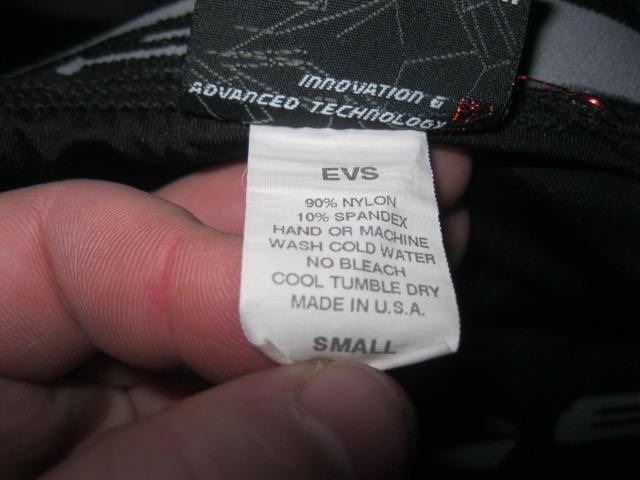 INNOVATION &
ADVANCED TECHNOLOGY
EVS
90% NYLON
10% SPANDEX
HAND OR MACHINE
WASH COLD WATER
NO BLEACH
COOL TUMBLE DRY
MADE IN U.S.A.
SMALL